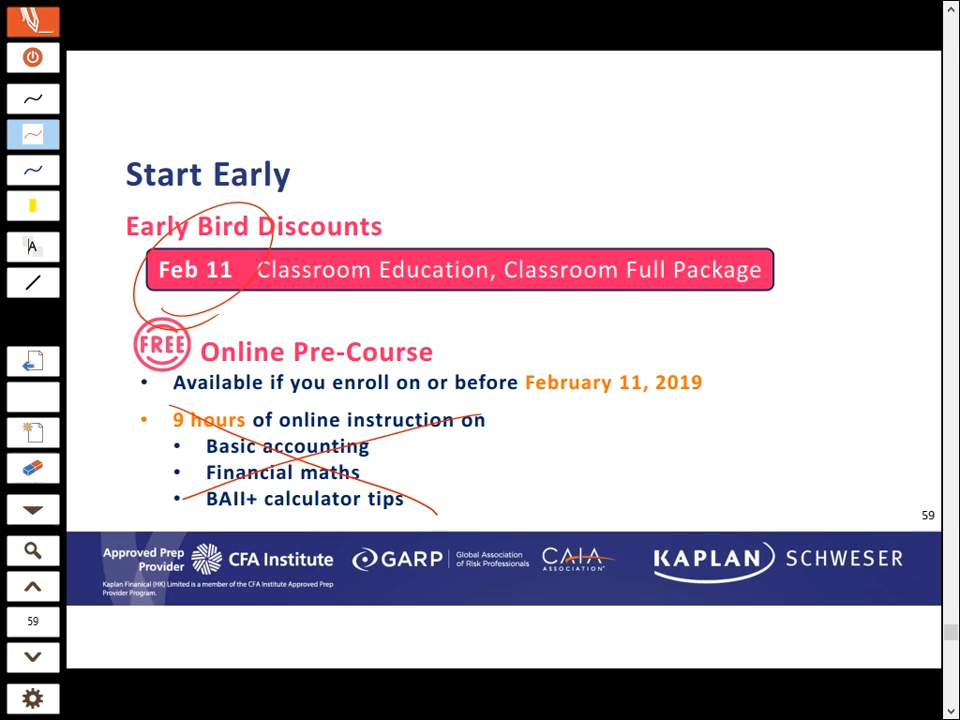 A
Start Early
Early Bird Discounts
Feb 11 Classroom Education, Classroom Full Package
FREE
Online Pre-Course
• Available if you enroll on or before February 11, 2019
• 9 hours of online instruction on
• Basic accounting
• Financial maths
• BAII+ calculator tips
59
Approved Prep Provider
CFA Institute
Kaplan Finanical (HK) Limited is a member of the CFA Institute Approved Prep
Provider Program.
GARP
Global Association
of Risk Professionals
CAIA
ASSOCIATION®
KAPLAN SCHWESER
59